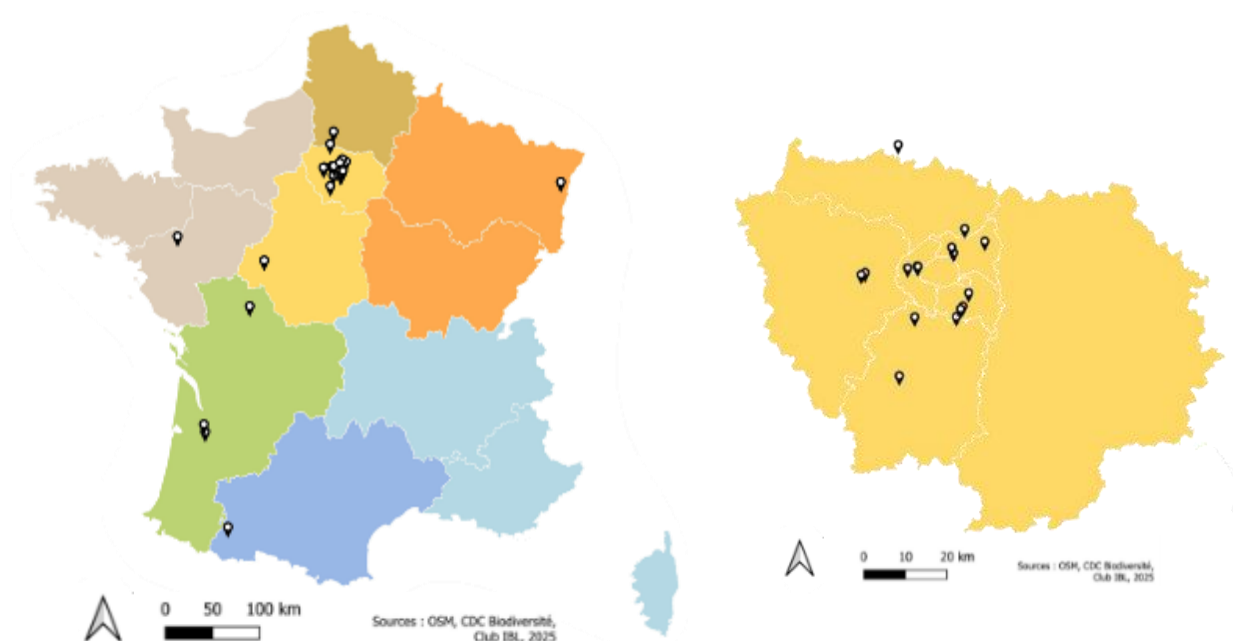 0 50 100 km
Sources : OSM, CDC Biodiversité,
Club IBL, 2025
0 10 20 km
Sources : OSM, CDC Biodiversité,
Club IBL, 2025